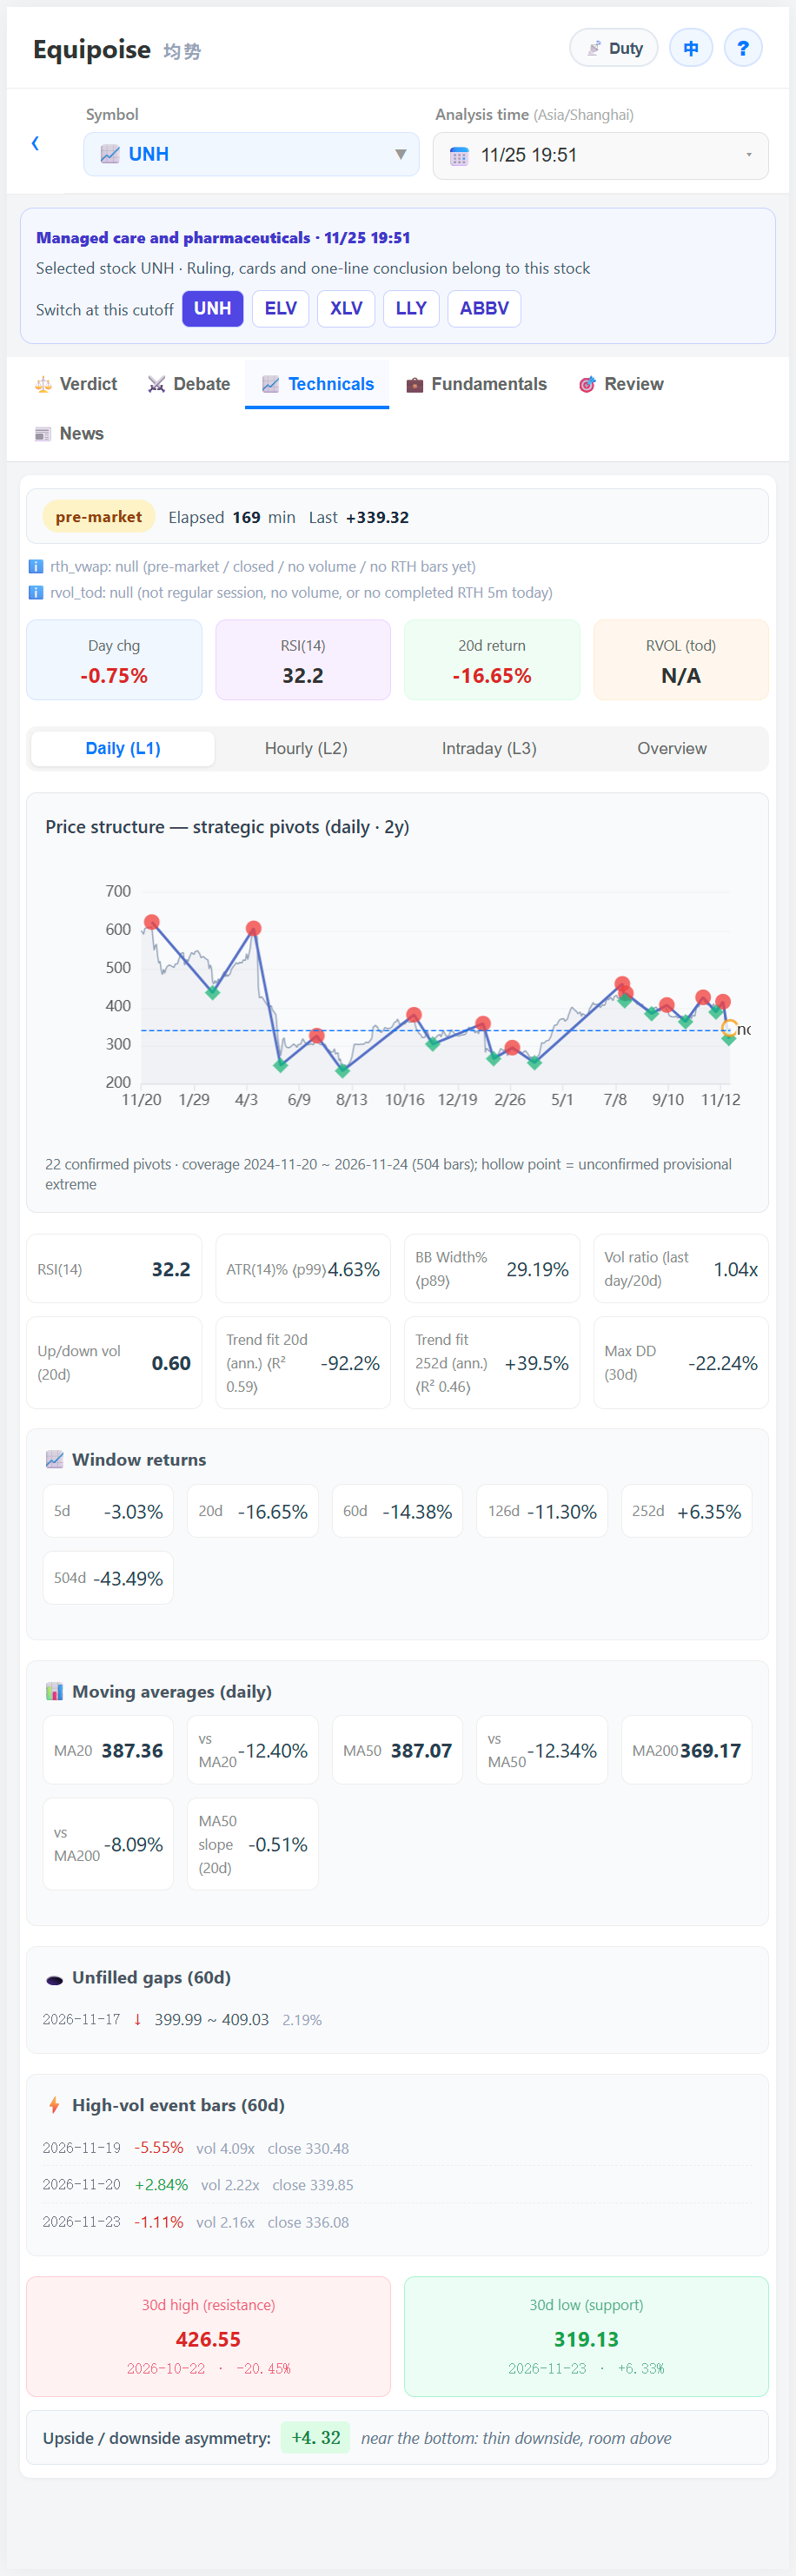 Equipoise 均势
Duty
中
?
Symbol
Analysis time (Asia/Shanghai)
UNH
11/25 19:51
Managed care and pharmaceuticals · 11/25 19:51
Selected stock UNH · Ruling, cards and one-line conclusion belong to this stock
Switch at this cutoff UNH ELV XLV LLY ABBV
Verdict Debate Technicals Fundamentals Review
News
pre-market Elapsed 169 min Last +339.32
rth_vwap: null (pre-market / closed / no volume / no RTH bars yet)
rvol_tod: null (not regular session, no volume, or no completed RTH 5m today)
Day chg
-0.75%
RSI(14)
32.2
20d return
-16.65%
RVOL (tod)
N/A
Daily (L1) Hourly (L2) Intraday (L3) Overview
Price structure — strategic pivots (daily · 2y)
700
600
500
400
300
200
nc
11/20 1/29 4/3 6/9 8/13 10/16 12/19 2/26 5/1 7/8 9/10 11/12
22 confirmed pivots · coverage 2024-11-20 ~ 2026-11-24 (504 bars); hollow point = unconfirmed provisional
extreme
RSI(14) 32.2
ATR(14)% (p99) 4.63%
BB Width%
(p89)
29.19%
Vol ratio (last
day/20d)
1.04x
Up/down vol
(20d)
0.60
Trend fit 20d
(ann.) (R²
0.59)
-92.2%
Trend fit
252d (ann.)
(R² 0.46)
+39.5%
Max DD
(30d)
-22.24%
Window returns
5d -3.03%
20d -16.65%
60d -14.38%
126d -11.30%
252d +6.35%
504d -43.49%
Moving averages (daily)
MA20 387.36
vs
MA20
-12.40%
MA50 387.07
vs
MA50
-12.34%
MA200 369.17
vs
MA200
-8.09%
MA50
slope
(20d)
-0.51%
Unfilled gaps (60d)
2026-11-17 ↓ 399.99 ~ 409.03 2.19%
High-vol event bars (60d)
2026-11-19 -5.55% vol 4.09x close 330.48
2026-11-20 +2.84% vol 2.22x close 339.85
2026-11-23 -1.11% vol 2.16x close 336.08
30d high (resistance)
426.55
2026-10-22 · -20.45%
30d low (support)
319.13
2026-11-23 · +6.33%
Upside / downside asymmetry: +4.32 near the bottom: thin downside, room above